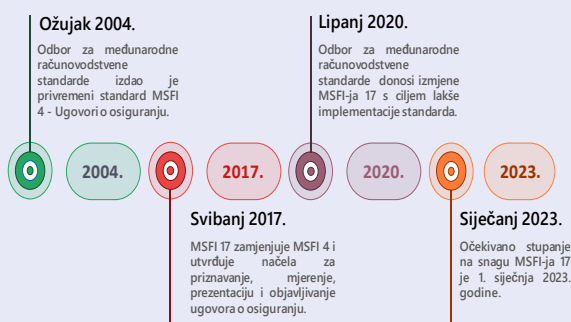 Ožujak 2004.
Odbor za međunarodne
računovodstvene
standarde izdao je
privremeni standard MSFI
4 - Ugovori o osiguranju.
Lipanj 2020.
Odbor za međunarodne
računovodstvene
standarde donosi izmjene
MSFI-ja 17 s ciljem lakše
implementacije standarda.
2004.
2017.
2020.
2023.
Svibanj 2017.
MSFI 17 zamjenjuje MSFI 4 i
utvrđuje načela za
priznavanje, mjerenje,
prezentaciju i objavljivanje
ugovora o osiguranju.
Siječanj 2023.
Očekivano stupanje
na snagu MSFI-ja 17
je 1. siječnja 2023.
godine.